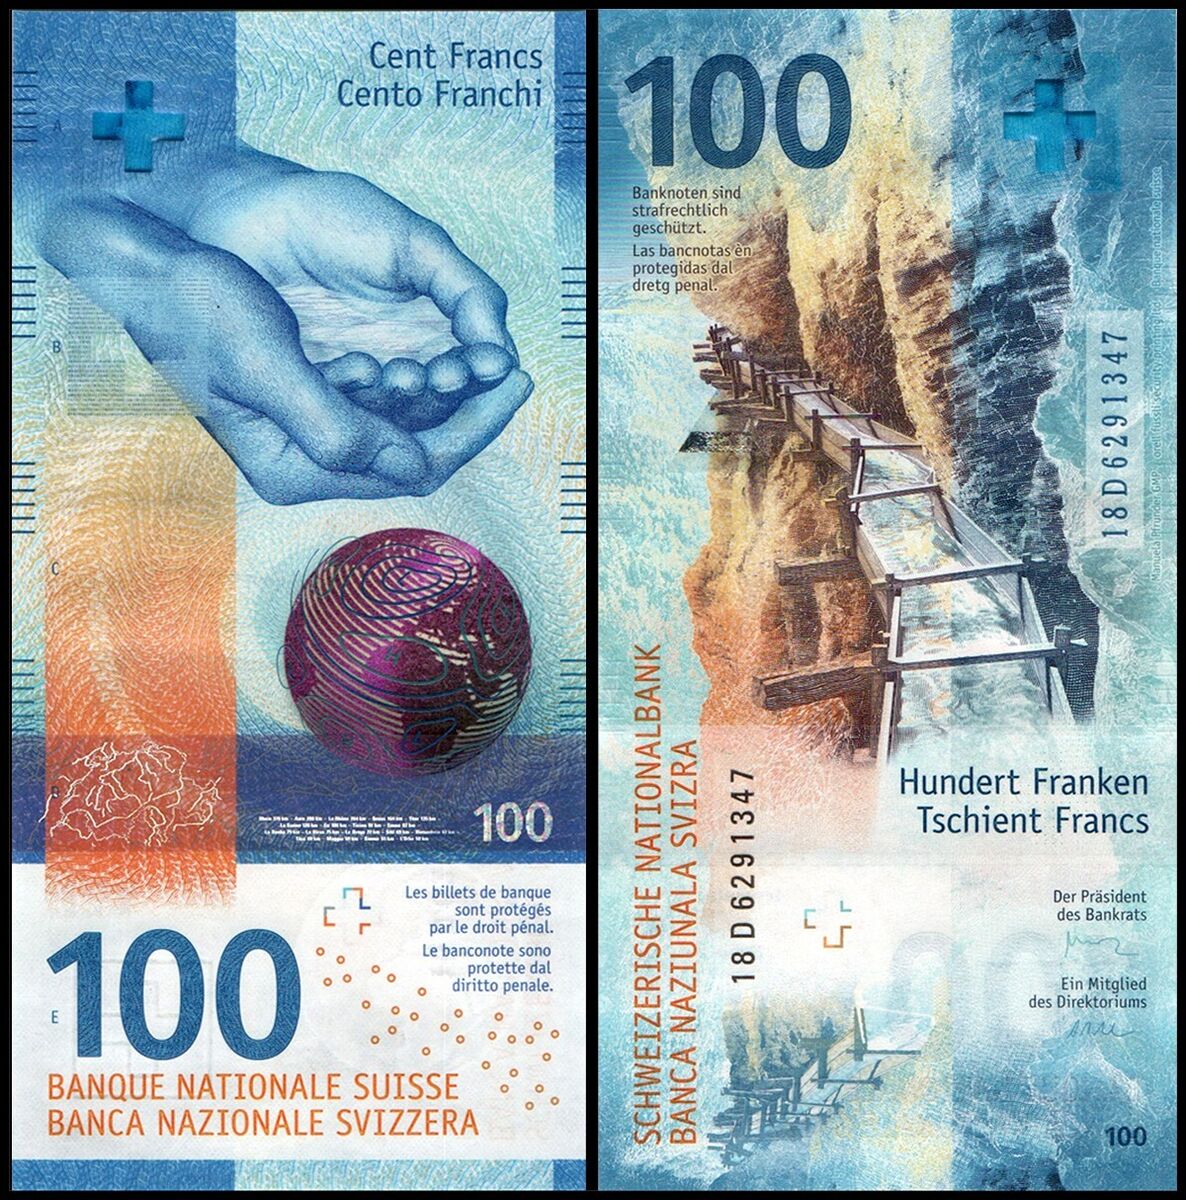 Cent Francs
Cento Franchi
A
B
C
D
100
Les billets de banque
sont protégés
par le droit pénal.
Le banconote sono
protette dal
diritto penale.
100
E
BANQUE NATIONALE SUISSE
BANCA NAZIONALE SVIZZERA
100
Banknoten sind
strafrechtlich
geschützt.
Las bancnotas èn
protegidas dal
dretg penal.
18D6291347
SCHWEIZERISCHE NATIONALBANK
BANCA NAZIUNALA SVIZRA
18D6291347
Hundert Franken
Tschient Francs
Der Präsident
des Bankrats
Ein Mitglied
des Direktoriums
100